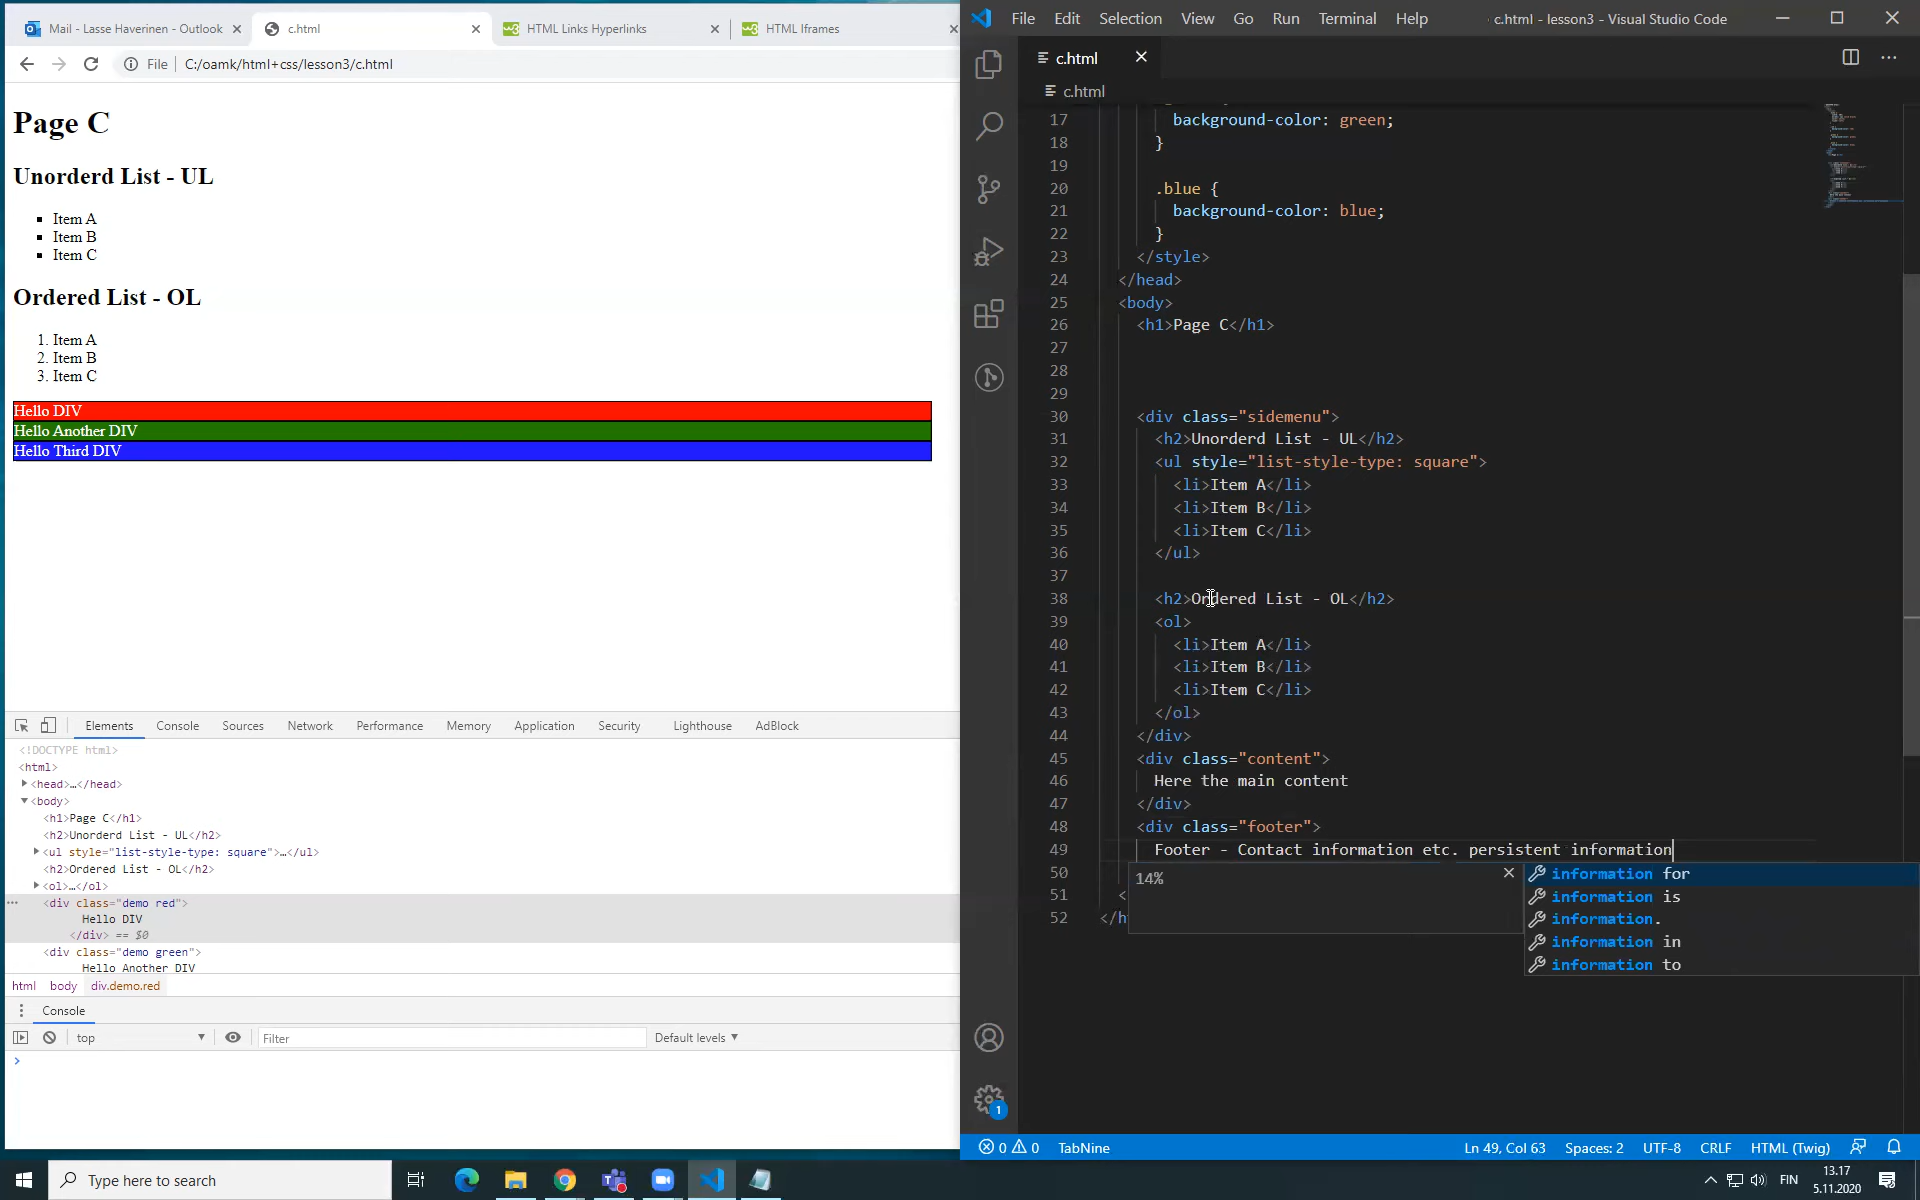 Mail - Lasse Haverinen - Outlook
c.html
HTML Links Hyperlinks
HTML Iframes
File
C:/oamk/html+css/lesson3/c.html
Page C
Unorderd List - UL
Item A
Item B
Item C
Ordered List - OL
1. Item A
2. Item B
3. Item C
Hello DIV
Hello Another DIV
Hello Third DIV
Elements Console Sources Network Performance Memory Application Security Lighthouse AdBlock
<!DOCTYPE html>
<html>
<head>…</head>
<body>
<h1>Page C</h1>
<h2>Unorderd List - UL</h2>
<ul style="list-style-type: square">…</ul>
<h2>Ordered List - OL</h2>
<ol>…</ol>
<div class="demo red">
Hello DIV
</div> == $0
<div class="demo green">
Hello Another DIV
html body div.demo.red
Console
top
Filter
Default levels
File Edit Selection View Go Run Terminal Help
c.html - lesson3 - Visual Studio Code
c.html
c.html
17 background-color: green;
18 }
19
20 .blue {
21 background-color: blue;
22 }
23 </style>
24 </head>
25 <body>
26 <h1>Page C</h1>
27
28
29
30 <div class="sidemenu">
31 <h2>Unorderd List - UL</h2>
32 <ul style="list-style-type: square">
33 <li>Item A</li>
34 <li>Item B</li>
35 <li>Item C</li>
36 </ul>
37
38 <h2>Ordered List - OL</h2>
39 <ol>
40 <li>Item A</li>
41 <li>Item B</li>
42 <li>Item C</li>
43 </ol>
44 </div>
45 <div class="content">
46 Here the main content
47 </div>
48 <div class="footer">
49 Footer - Contact information etc. persistent information
50
51 <
52 </h
14%
information for
information is
information.
information in
information to
1
0 0 TabNine
Ln 49, Col 63 Spaces: 2 UTF-8 CRLF HTML (Twig)
Type here to search
FIN
13.17
5.11.2020